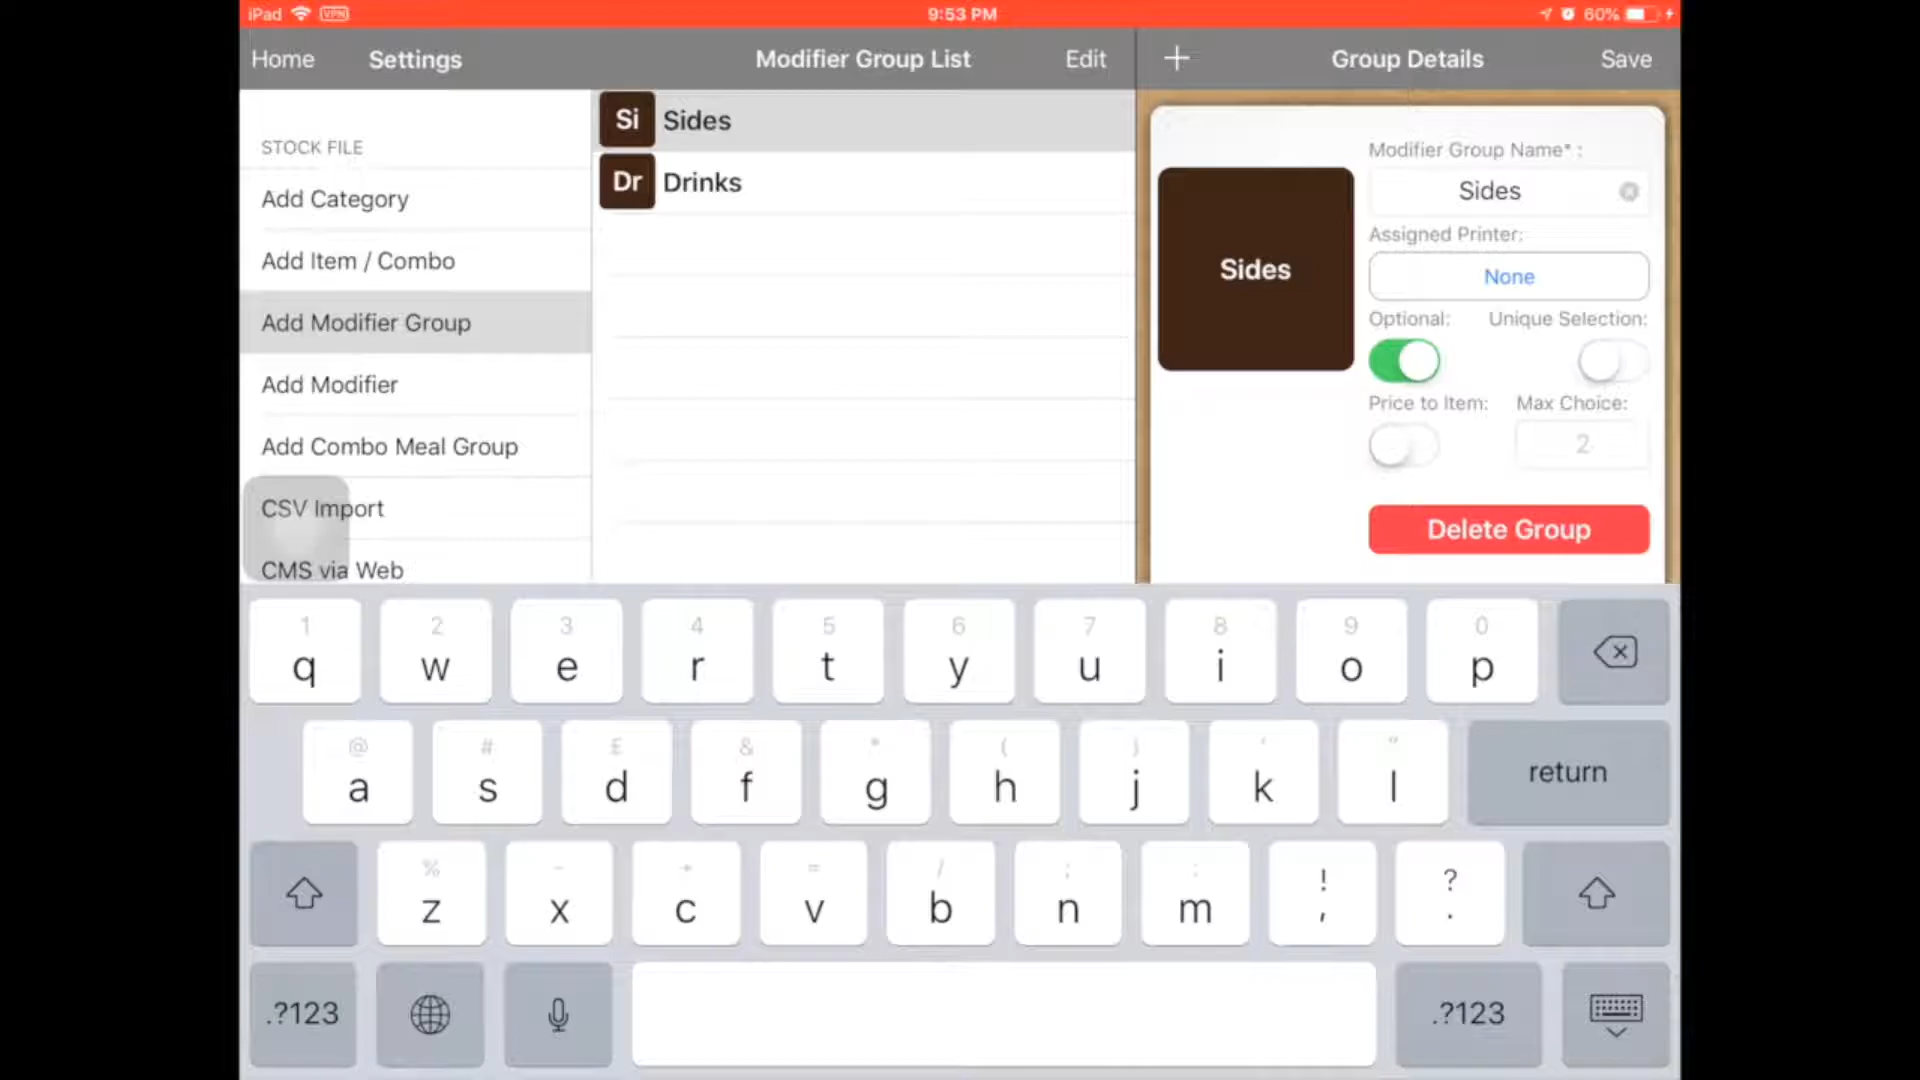 iPad VPN 9:53 PM 60%
Home Settings Modifier Group List Edit + Group Details Save
STOCK FILE
Add Category
Add Item / Combo
Add Modifier Group
Add Modifier
Add Combo Meal Group
CSV Import
CMS via Web
Si Sides
Dr Drinks
Sides
Modifier Group Name* :
Sides
Assigned Printer:
None
Optional: Unique Selection:
Price to Item: Max Choice:
2
Delete Group
1 2 3 4 5 6 7 8 9 0
q w e r t y u i o p
@ # £ & * ( ) ' "
a s d f g h j k l return
% - + = / ; : ! ?
z x c v b n m , .
.?123 .?123